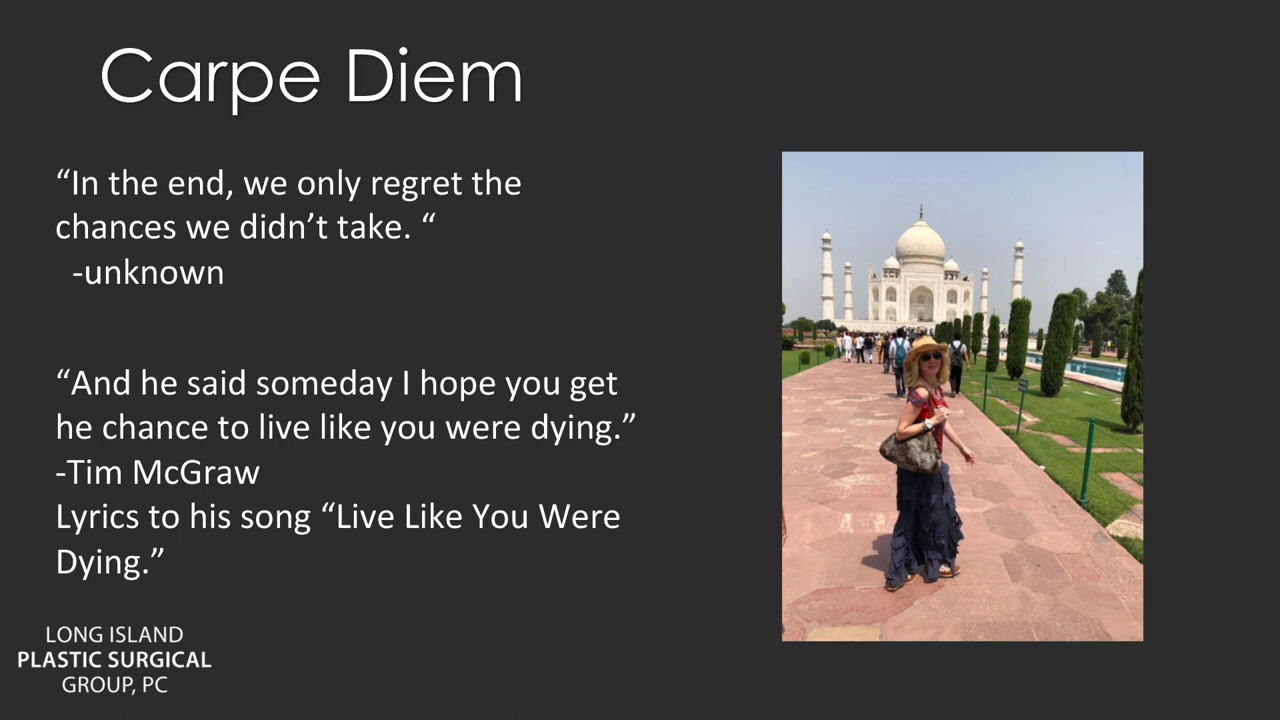 Carpe Diem
“In the end, we only regret the
chances we didn’t take. “
-unknown
“And he said someday I hope you get
he chance to live like you were dying.”
-Tim McGraw
Lyrics to his song “Live Like You Were
Dying.”
LONG ISLAND
PLASTIC SURGICAL
GROUP, PC